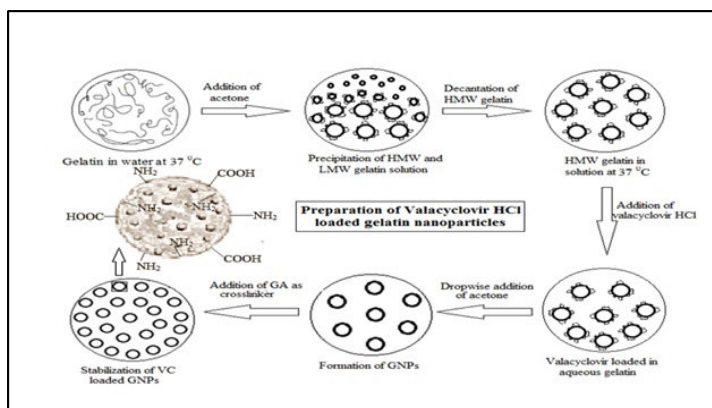 Addition of
acetone
Decantation of
HMW gelatin
Gelatin in water at 37 ⁰C
Precipitation of HMW and
LMW gelatin solution
HMW gelatin in
solution at 37 ⁰C
NH₂
COOH
HOOC
NH₂
NH₂
NH₂
NH₂
NH₂
COOH
Preparation of Valacyclovir HCl
loaded gelatin nanoparticles
Addition of
valacyclovir HCl
Addition of GA as
crosslinker
Dropwise addition
of acetone
Stabilization of VC
loaded GNPs
Formation of GNPs
Valacyclovir loaded in
aqueous gelatin